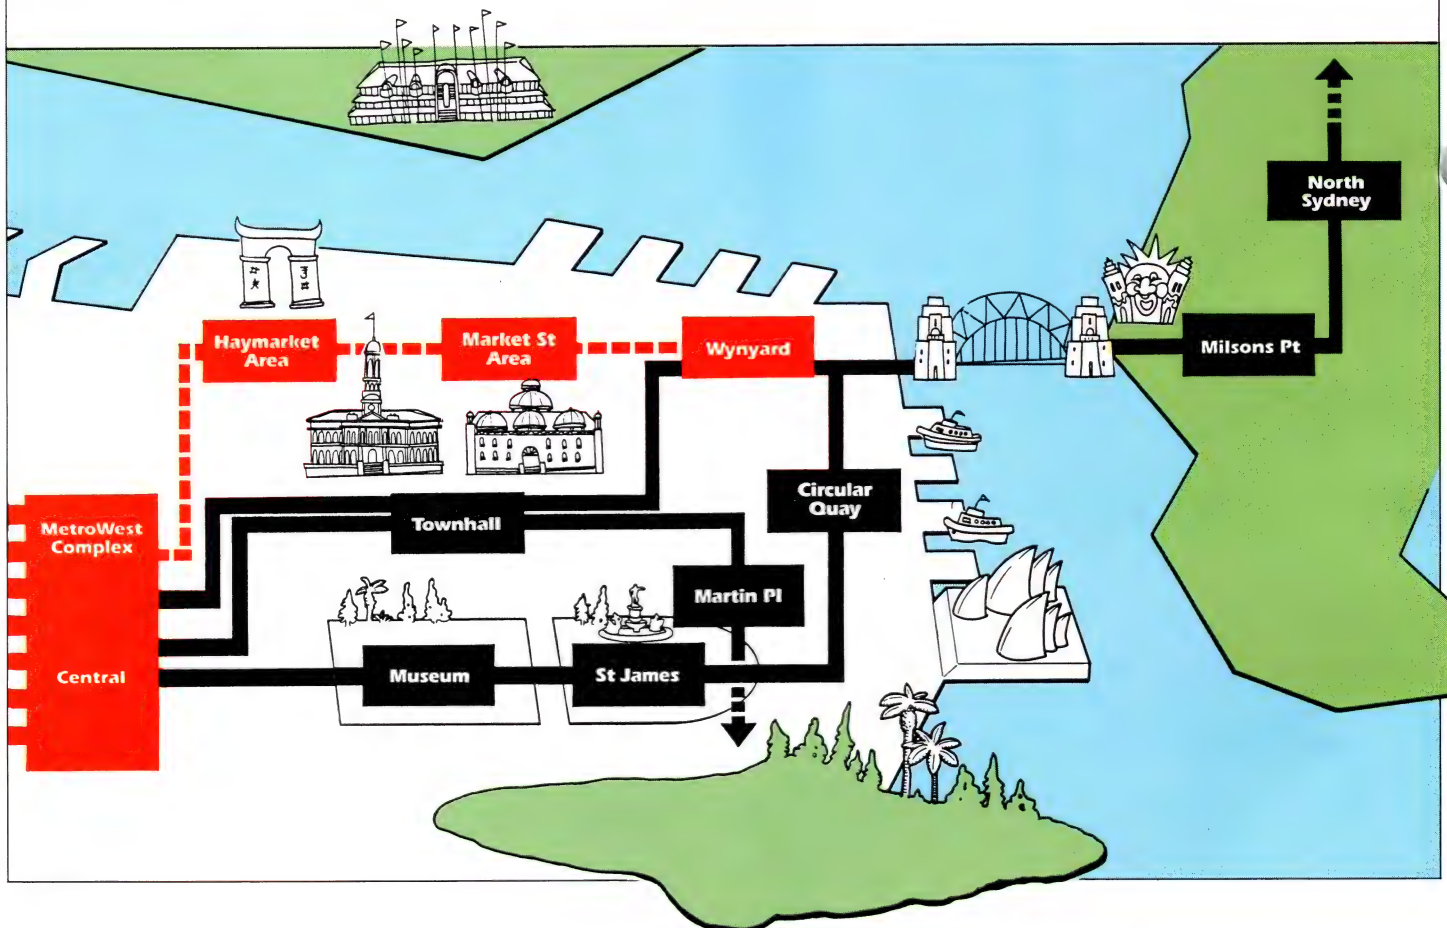 North
Sydney
Haymarket
Area
Market St
Area
Wynyard
Milsons Pt
MetroWest
Complex
Townhall
Circular
Quay
Martin Pl
Central
Museum
St James